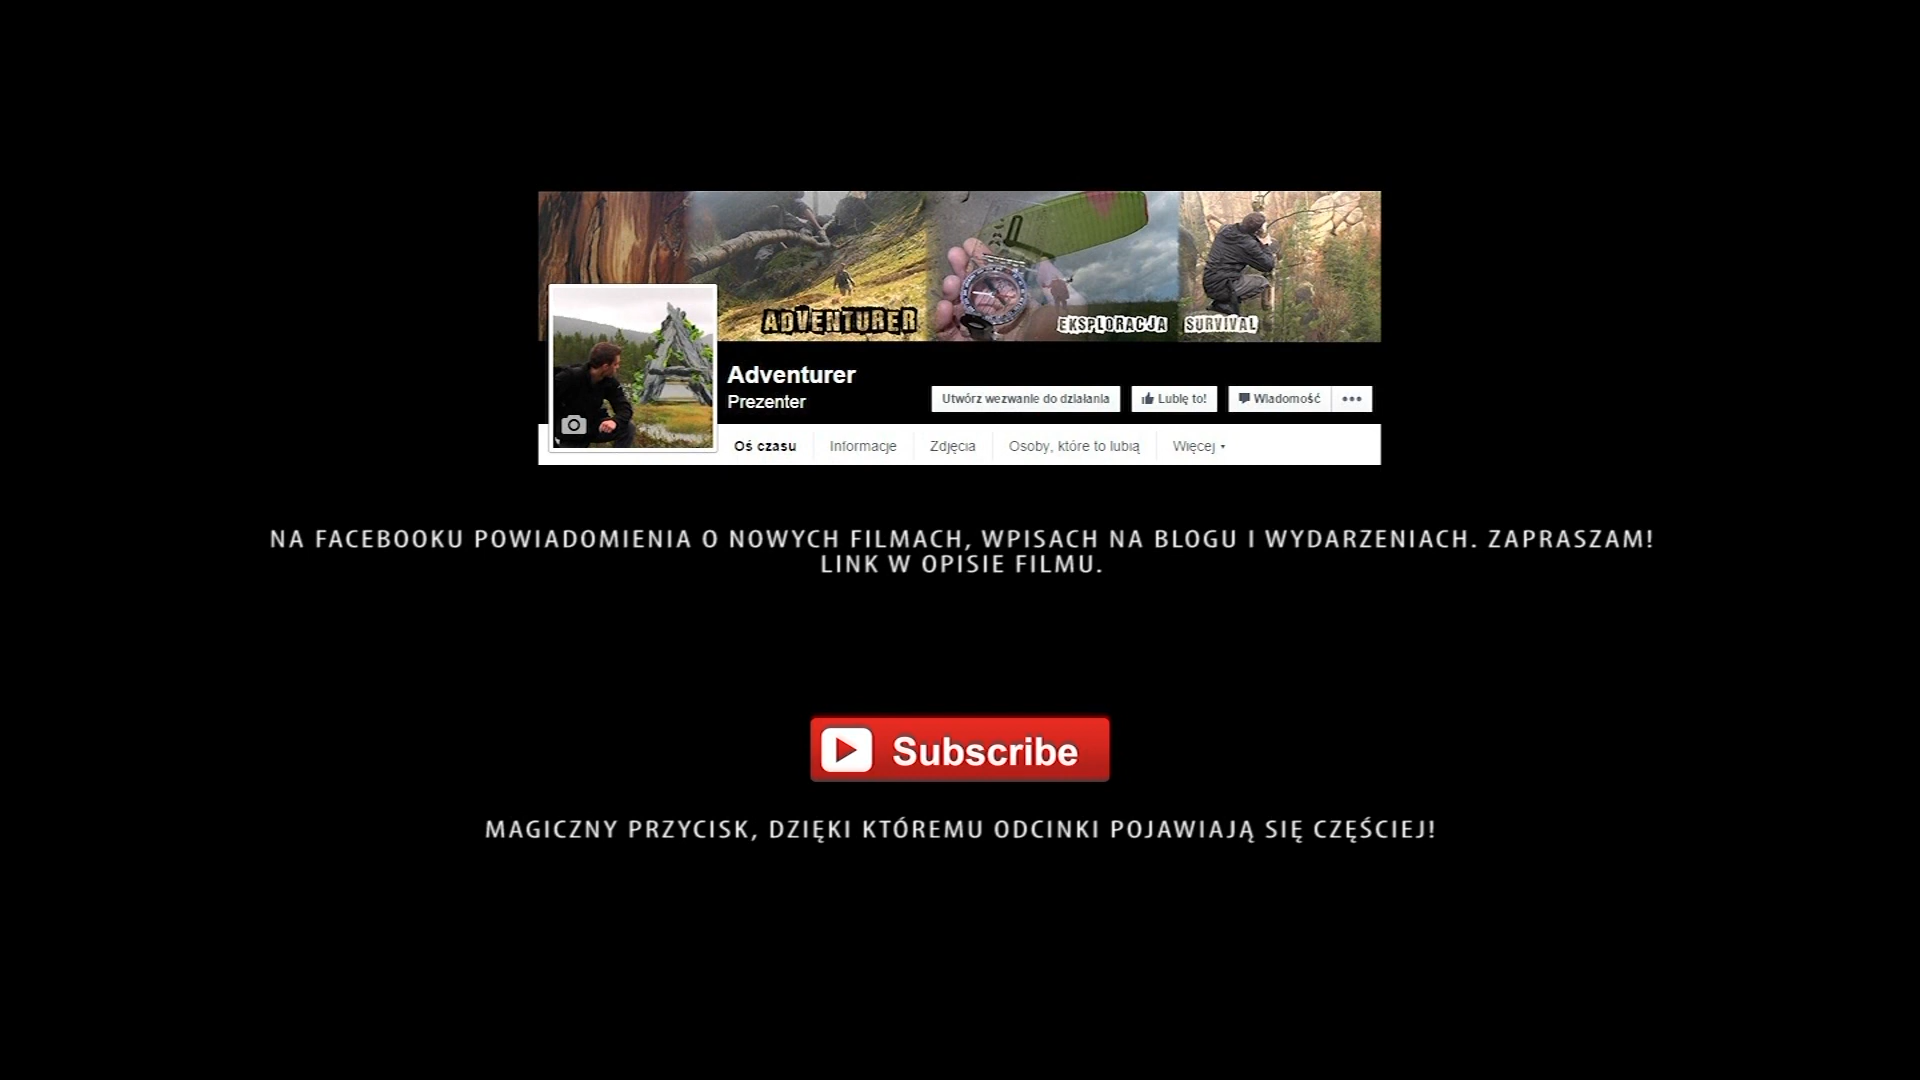 ADVENTURER
EKSPLORACJA
SURVIVAL
Adventurer
Prezenter
Utwórz wezwanie do działania
Lubię to!
Wiadomość
Oś czasu
Informacje
Zdjęcia
Osoby, które to lubią
Więcej
NA FACEBOOKU POWIADOMIENIA O NOWYCH FILMACH, WPISACH NA BLOGU I WYDARZENIACH. ZAPRASZAM!
LINK W OPISIE FILMU.
Subscribe
MAGICZNY PRZYCISK, DZIĘKI KTÓREMU ODCINKI POJAWIAJĄ SIĘ CZĘŚCIEJ!